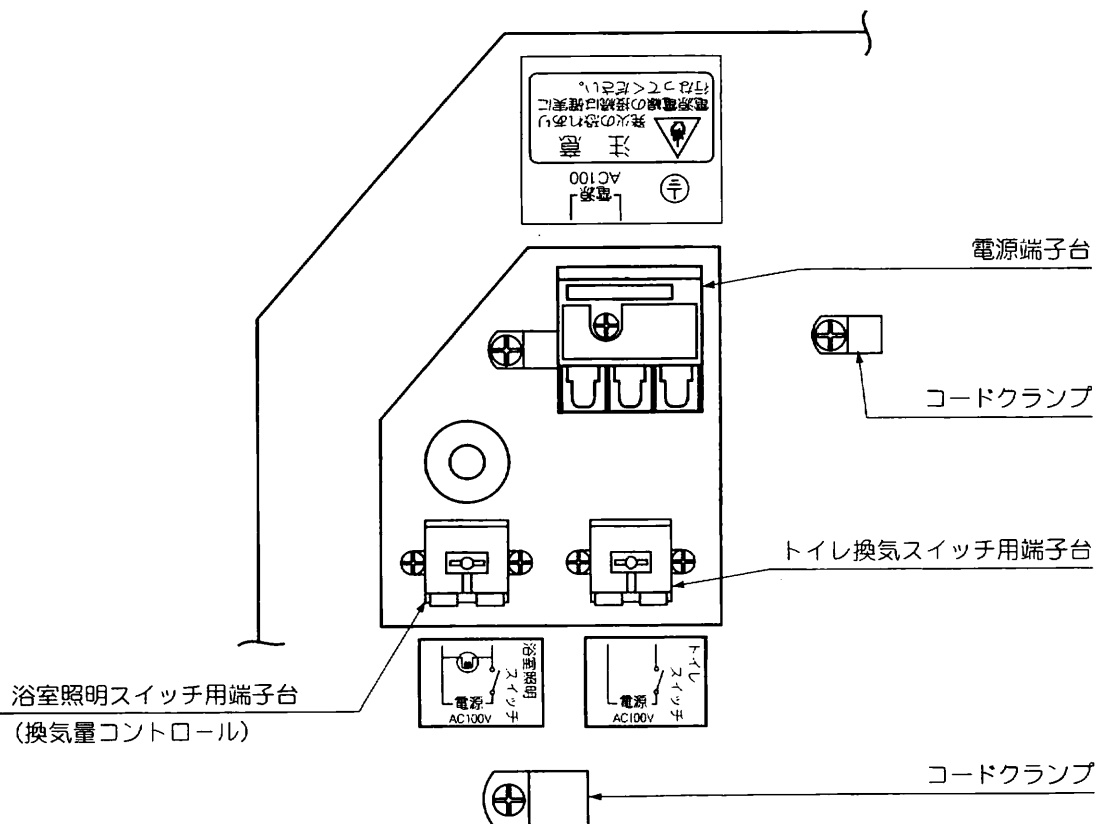 注 意
発火の恐れあり
電源電線の接続は確実に
行なってください。
電源
AC100
電源端子台
コードクランプ
トイレ換気スイッチ用端子台
浴室照明スイッチ用端子台
(換気量コントロール)
浴室照明
スイッチ
電源
AC100V
トイレ
スイッチ
電源
AC100V
コードクランプ